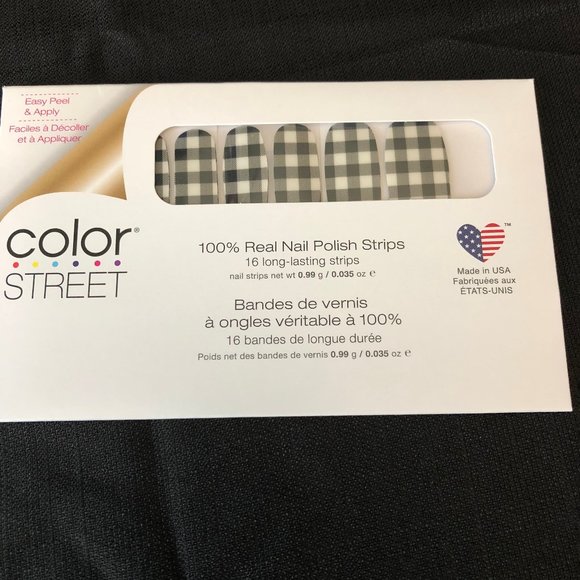 Easy Peel
& Apply
Faciles à Décoller
et à Appliquer
color®
STREET
100% Real Nail Polish Strips
16 long-lasting strips
nail strips net wt 0.99 g / 0.035 oz ℮
Bandes de vernis
à ongles véritable à 100%
16 bandes de longue durée
Poids net des bandes de vernis 0.99 g / 0.035 oz ℮
TM
Made in USA
Fabriquées aux
ÉTATS-UNIS